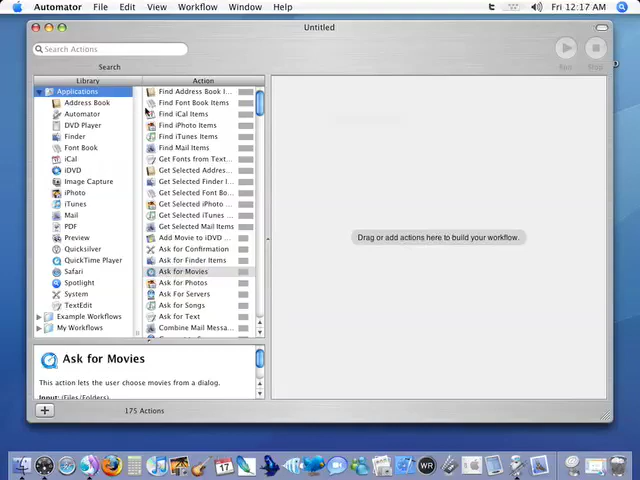 Automator File Edit View Workflow Window Help Fri 12:17 AM
Untitled
Search Actions
Search
Run Stop
Library Action
Applications
Address Book
Automator
DVD Player
Finder
Font Book
iCal
iDVD
Image Capture
iPhoto
iTunes
Mail
PDF
Preview
Quicksilver
QuickTime Player
Safari
Spotlight
System
TextEdit
Example Workflows
My Workflows
Find Address Book I...
Find Font Book Items
Find iCal Items
Find iPhoto Items
Find iTunes Items
Find Mail Items
Get Fonts from Text...
Get Selected Addres...
Get Selected Finder I...
Get Selected Font Bo...
Get Selected iPhoto ...
Get Selected iTunes ...
Get Selected Mail Items
Add Movie to iDVD ...
Ask for Confirmation
Ask for Finder Items
Ask for Movies
Ask for Photos
Ask For Servers
Ask for Songs
Ask for Text
Combine Mail Messa...
Drag or add actions here to build your workflow.
Ask for Movies
This action lets the user choose movies from a dialog.
Input: (Files/Folders)
175 Actions
17
WR